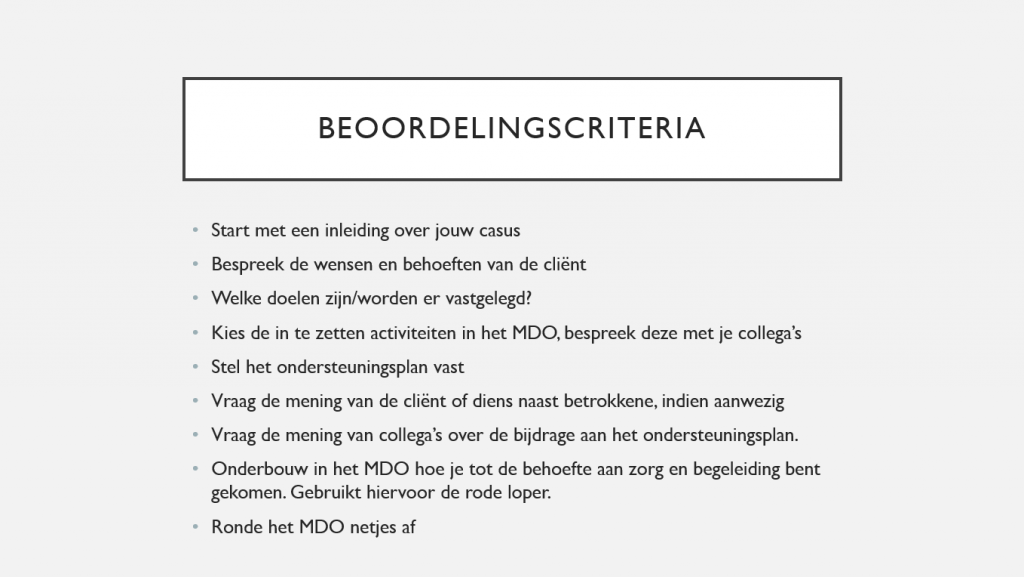 BEOORDELINGSCRITERIA
• Start met een inleiding over jouw casus
• Bespreek de wensen en behoeften van de cliënt
• Welke doelen zijn/worden er vastgelegd?
• Kies de in te zetten activiteiten in het MDO, bespreek deze met je collega’s
• Stel het ondersteuningsplan vast
• Vraag de mening van de cliënt of diens naast betrokkene, indien aanwezig
• Vraag de mening van collega’s over de bijdrage aan het ondersteuningsplan.
• Onderbouw in het MDO hoe je tot de behoefte aan zorg en begeleiding bent
gekomen. Gebruikt hiervoor de rode loper.
• Ronde het MDO netjes af